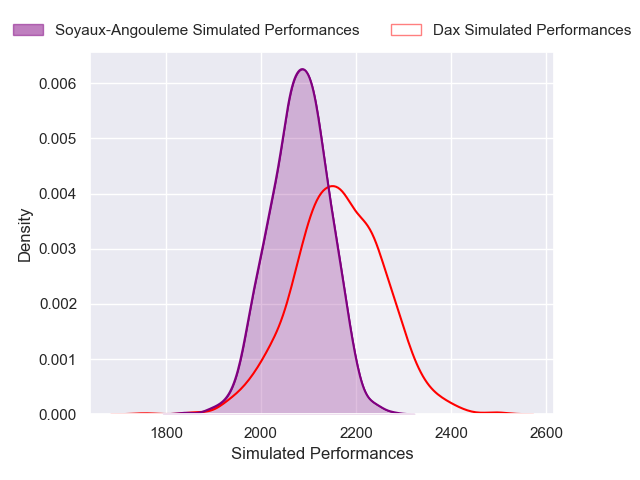 Soyaux-Angouleme Simulated Performances
Dax Simulated Performances
0.006
0.005
0.004
0.003
0.002
0.001
0.000
Density
1800 2000 2200 2400 2600
Simulated Performances